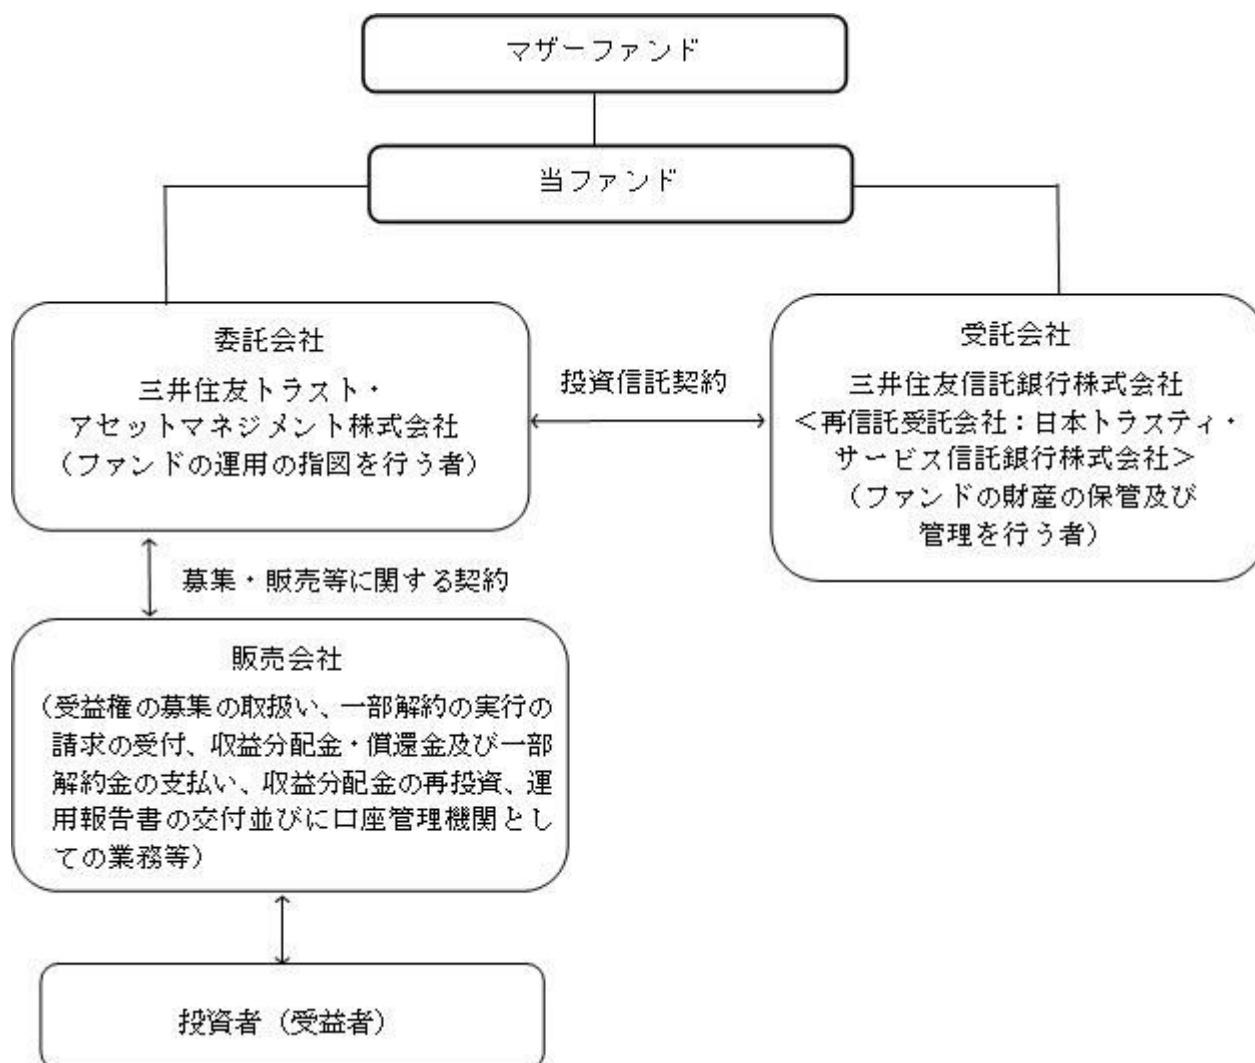 マザーファンド
当ファンド
委託会社
三井住友トラスト・
アセットマネジメント株式会社
（ファンドの運用の指図を行う者）
投資信託契約
受託会社
三井住友信託銀行株式会社
＜再信託受託会社：日本トラスティ・
サービス信託銀行株式会社＞
（ファンドの財産の保管及び
管理を行う者）
募集・販売等に関する契約
販売会社
（受益権の募集の取扱い、一部解約の実行の
請求の受付、収益分配金・償還金及び一部
解約金の支払い、収益分配金の再投資、運
用報告書の交付並びに口座管理機関とし
ての業務等）
投資者（受益者）